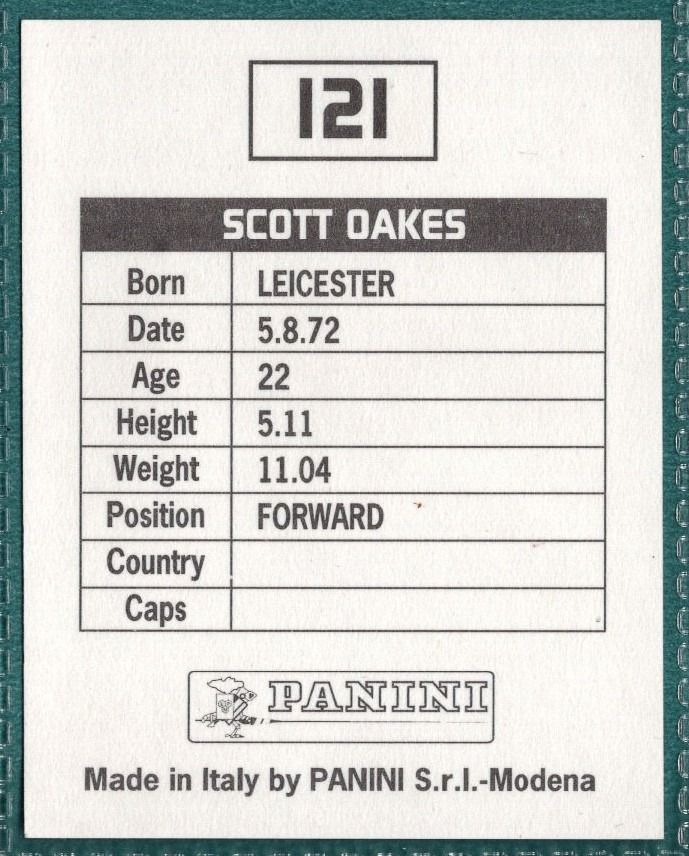 121
SCOTT OAKES
Born LEICESTER
Date 5.8.72
Age 22
Height 5.11
Weight 11.04
Position FORWARD
Country
Caps
PANINI
Made in Italy by PANINI S.r.l.-Modena